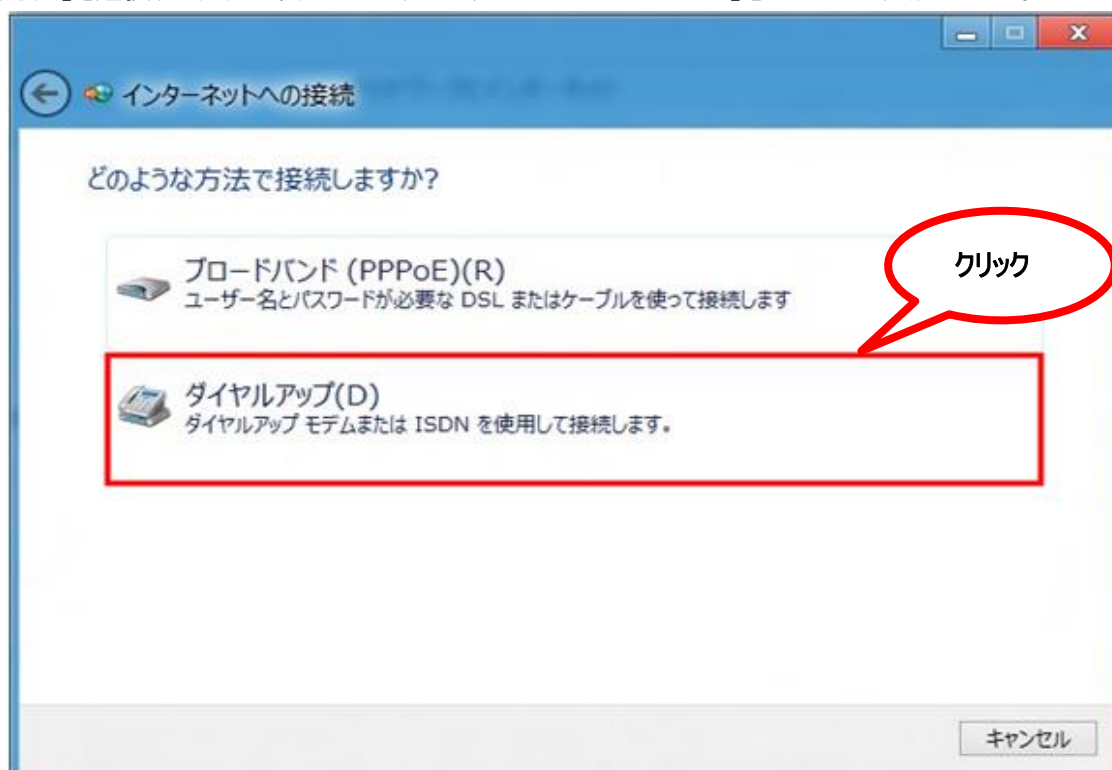 インターネットへの接続
どのような方法で接続しますか?
ブロードバンド (PPPoE)(R)
ユーザー名とパスワードが必要な DSL またはケーブルを使って接続します
クリック
ダイヤルアップ(D)
ダイヤルアップ モデムまたは ISDN を使用して接続します。
キャンセル